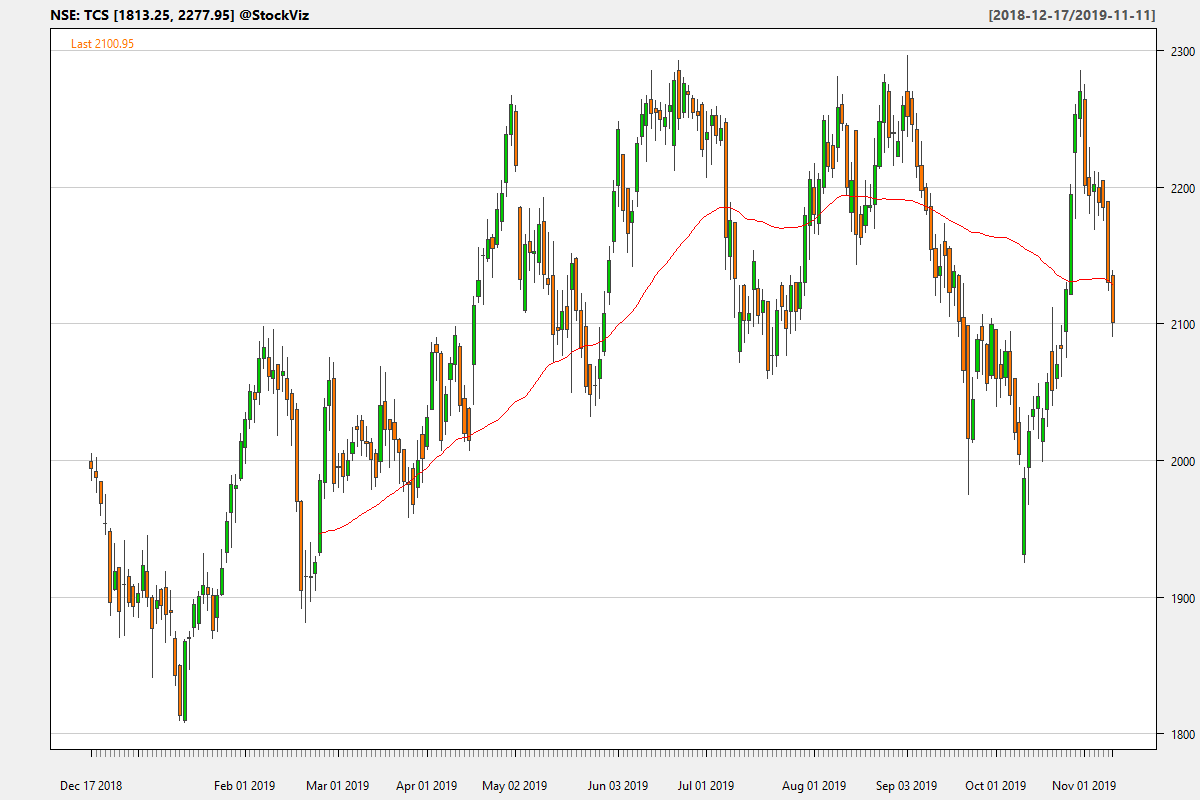 NSE: TCS [1813.25, 2277.95] @StockViz [2018-12-17/2019-11-11]
Last 2100.95
2300
2200
2100
2000
1900
1800
Dec 17 2018 Feb 01 2019 Mar 01 2019 Apr 01 2019 May 02 2019 Jun 03 2019 Jul 01 2019 Aug 01 2019 Sep 03 2019 Oct 01 2019 Nov 01 2019